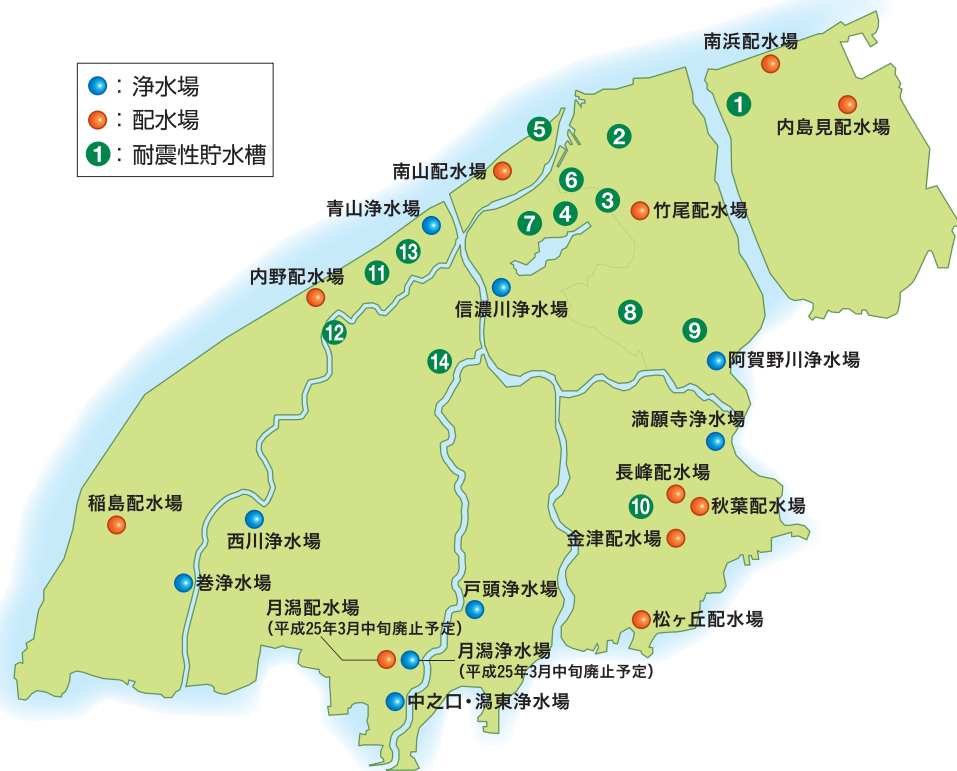 ：浄水場
：配水場
1：耐震性貯水槽
南浜配水場
1
内島見配水場
5
2
南山配水場
6
青山浄水場
3
竹尾配水場
4
7
13
11
内野配水場
信濃川浄水場
8
12
9
14
阿賀野川浄水場
満願寺浄水場
長峰配水場
稲島配水場
10
秋葉配水場
西川浄水場
金津配水場
巻浄水場
戸頭浄水場
月潟配水場
(平成25年3月中旬廃止予定)
松ヶ丘配水場
月潟浄水場
(平成25年3月中旬廃止予定)
中之口・潟東浄水場